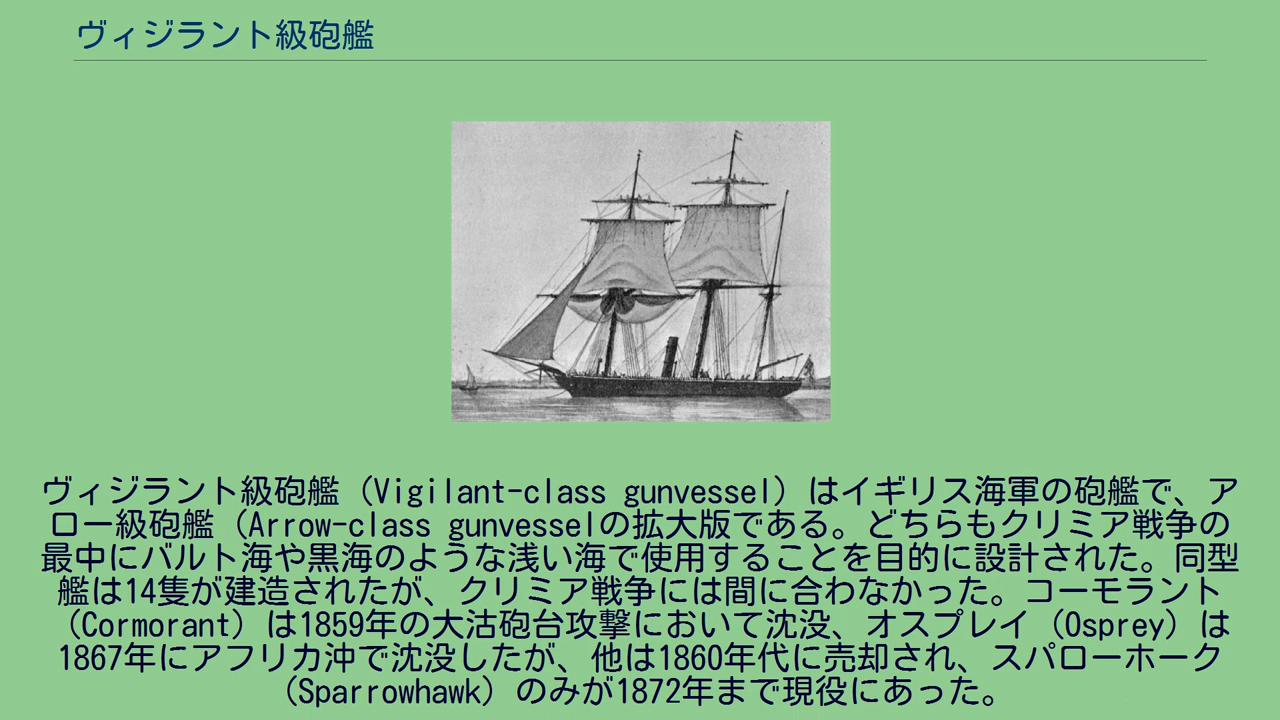 ヴィジラント級砲艦
ヴィジラント級砲艦（Vigilant-class gunvessel）はイギリス海軍の砲艦で、ア
ロー級砲艦（Arrow-class gunvesselの拡大版である。どちらもクリミア戦争の
最中にバルト海や黒海のような浅い海で使用することを目的に設計された。同型
艦は14隻が建造されたが、クリミア戦争には間に合わなかった。コーモラント
（Cormorant）は1859年の大沽砲台攻撃において沈没、オスプレイ（Osprey）は
1867年にアフリカ沖で沈没したが、他は1860年代に売却され、スパローホーク
（Sparrowhawk）のみが1872年まで現役にあった。